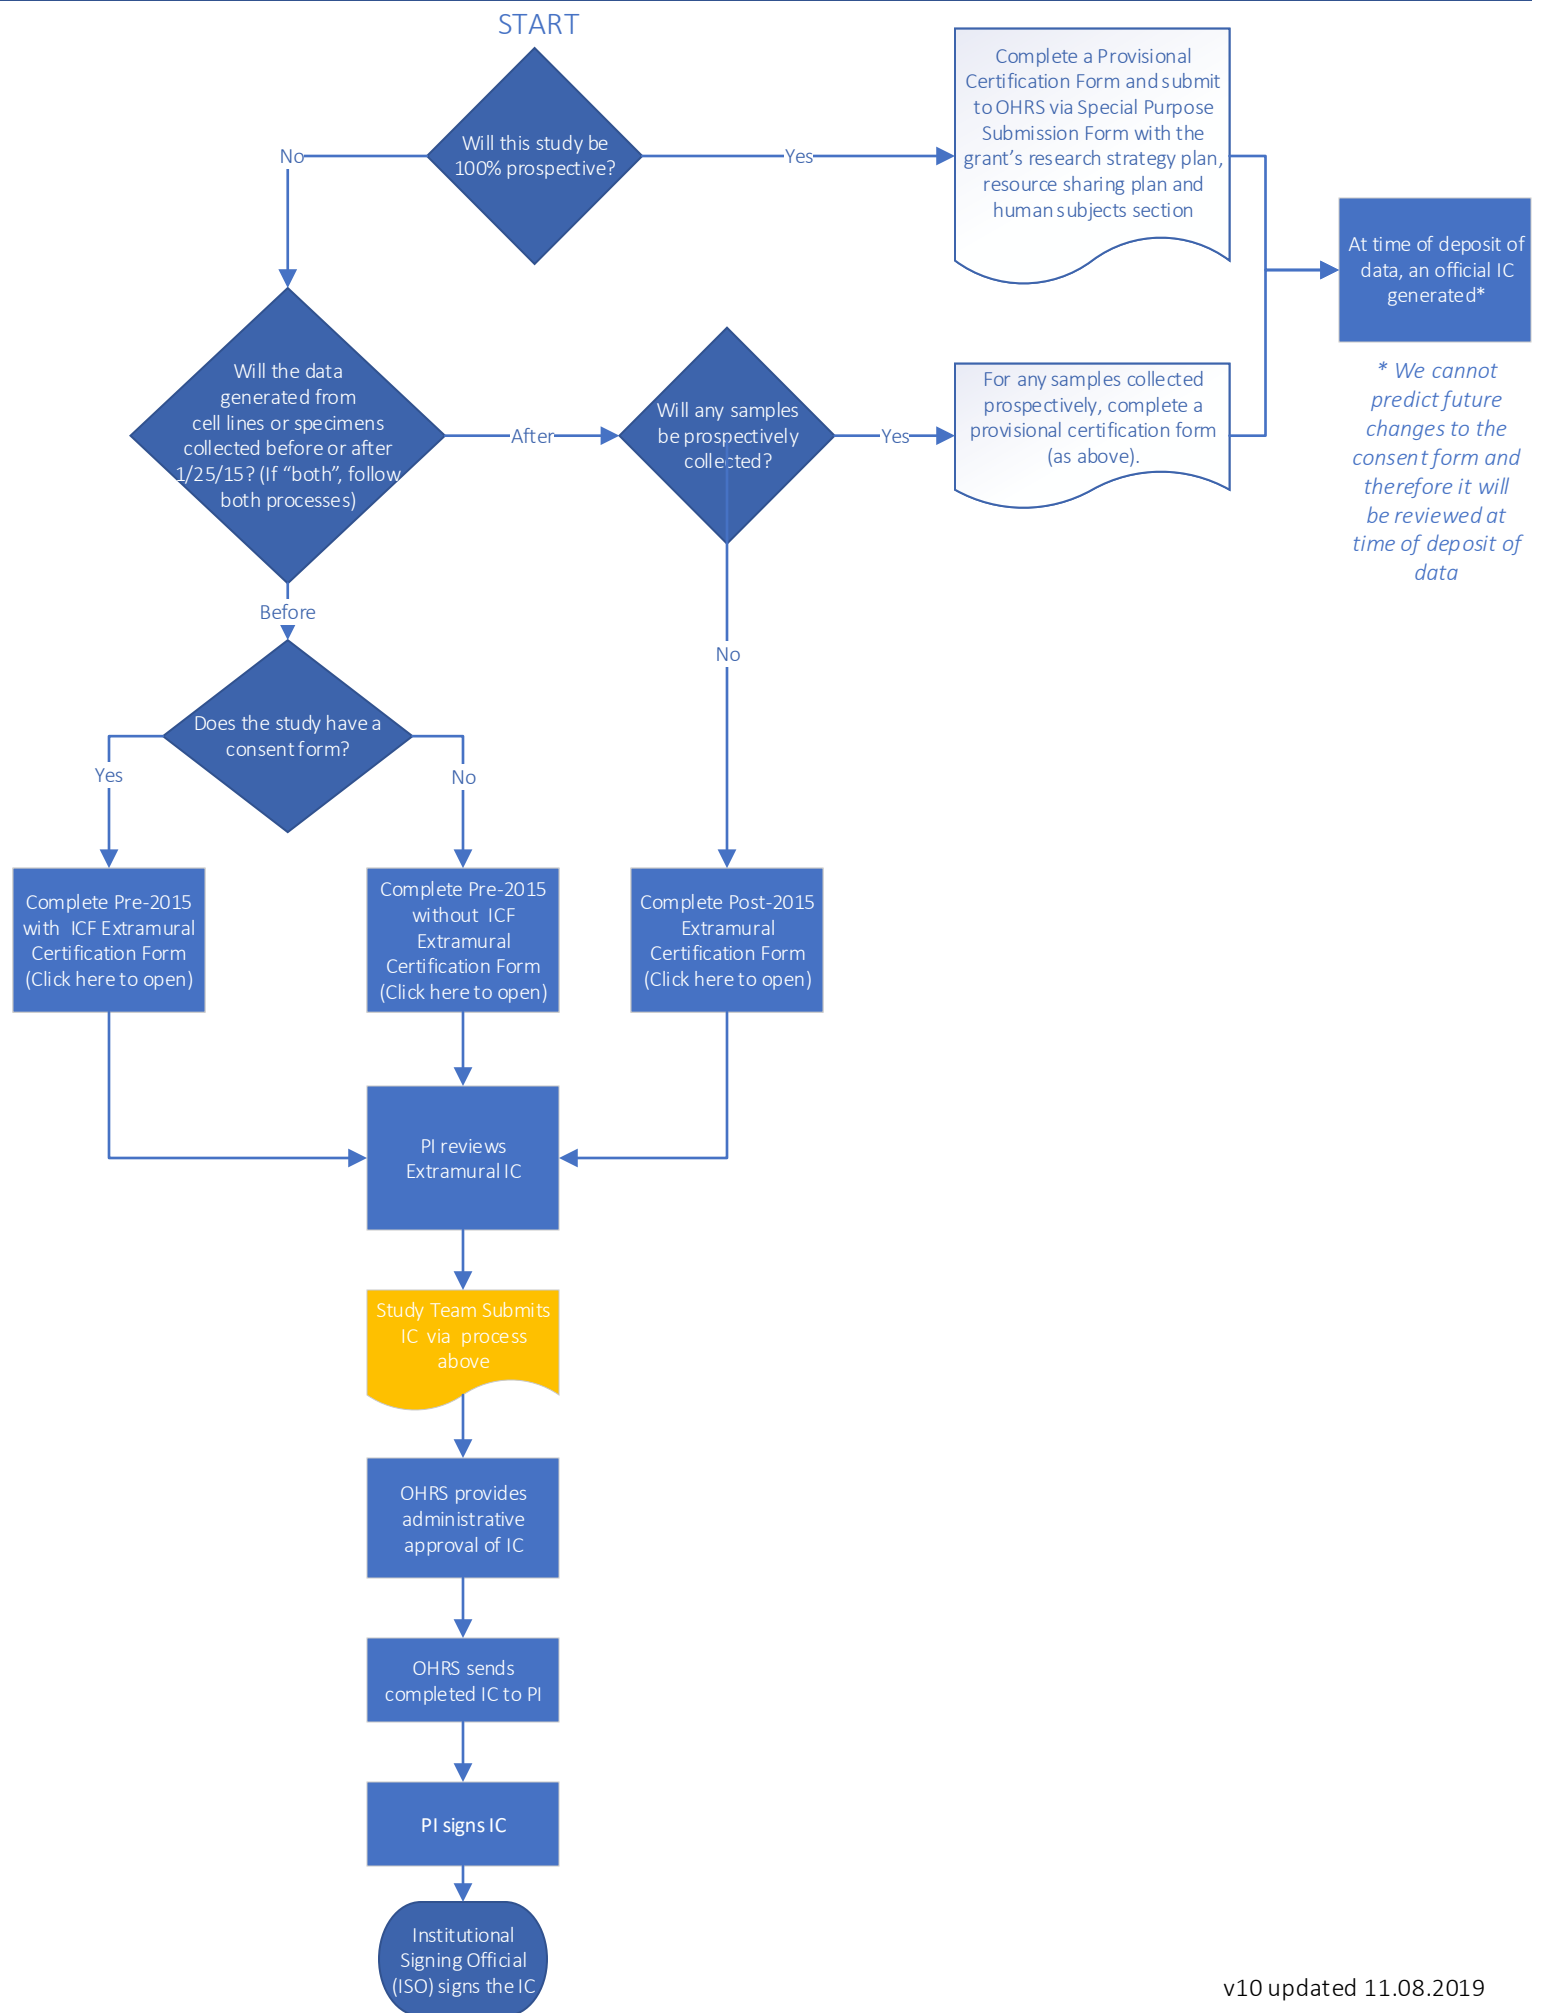 START
Will this study be
100% prospective?
No
Yes
Complete a Provisional
Certification Form and submit
to OHRS via Special Purpose
Submission Form with the
grant's research strategy plan,
resource sharing plan and
human subjects section
At time of deposit of
data, an official IC
generated*
* We cannot
predict future
changes to the
consent form and
therefore it will
be reviewed at
time of deposit of
data
Will the data
generated from
cell lines or specimens
collected before or after
1/25/15? (If “both”, follow
both processes)
After
Will any samples
be prospectively
collected?
Yes
For any samples collected
prospectively, complete a
provisional certification form
(as above).
Before
No
Does the study have a
consent form?
Yes
No
Complete Pre-2015
with ICF Extramural
Certification Form
(Click here to open)
Complete Pre-2015
without ICF
Extramural
Certification Form
(Click here to open)
Complete Post-2015
Extramural
Certification Form
(Click here to open)
PI reviews
Extramural IC
Study Team Submits
IC via process
above
OHRS provides
administrative
approval of IC
OHRS sends
completed IC to PI
PI signs IC
Institutional
Signing Official
(ISO) signs the IC
v10 updated 11.08.2019